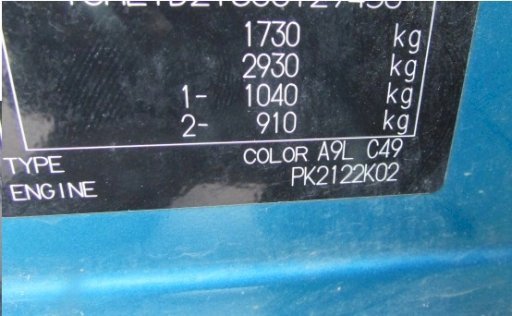 1730 kg
2930 kg
1- 1040 kg
2- 910 kg
TYPE COLOR A9L C49
ENGINE PK2122K02